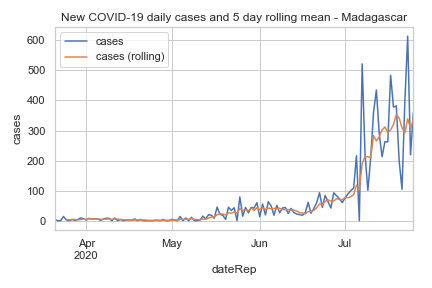 New COVID-19 daily cases and 5 day rolling mean - Madagascar
cases
cases (rolling)
600
500
400
300
200
100
0
cases
Apr
2020
May
Jun
Jul
dateRep